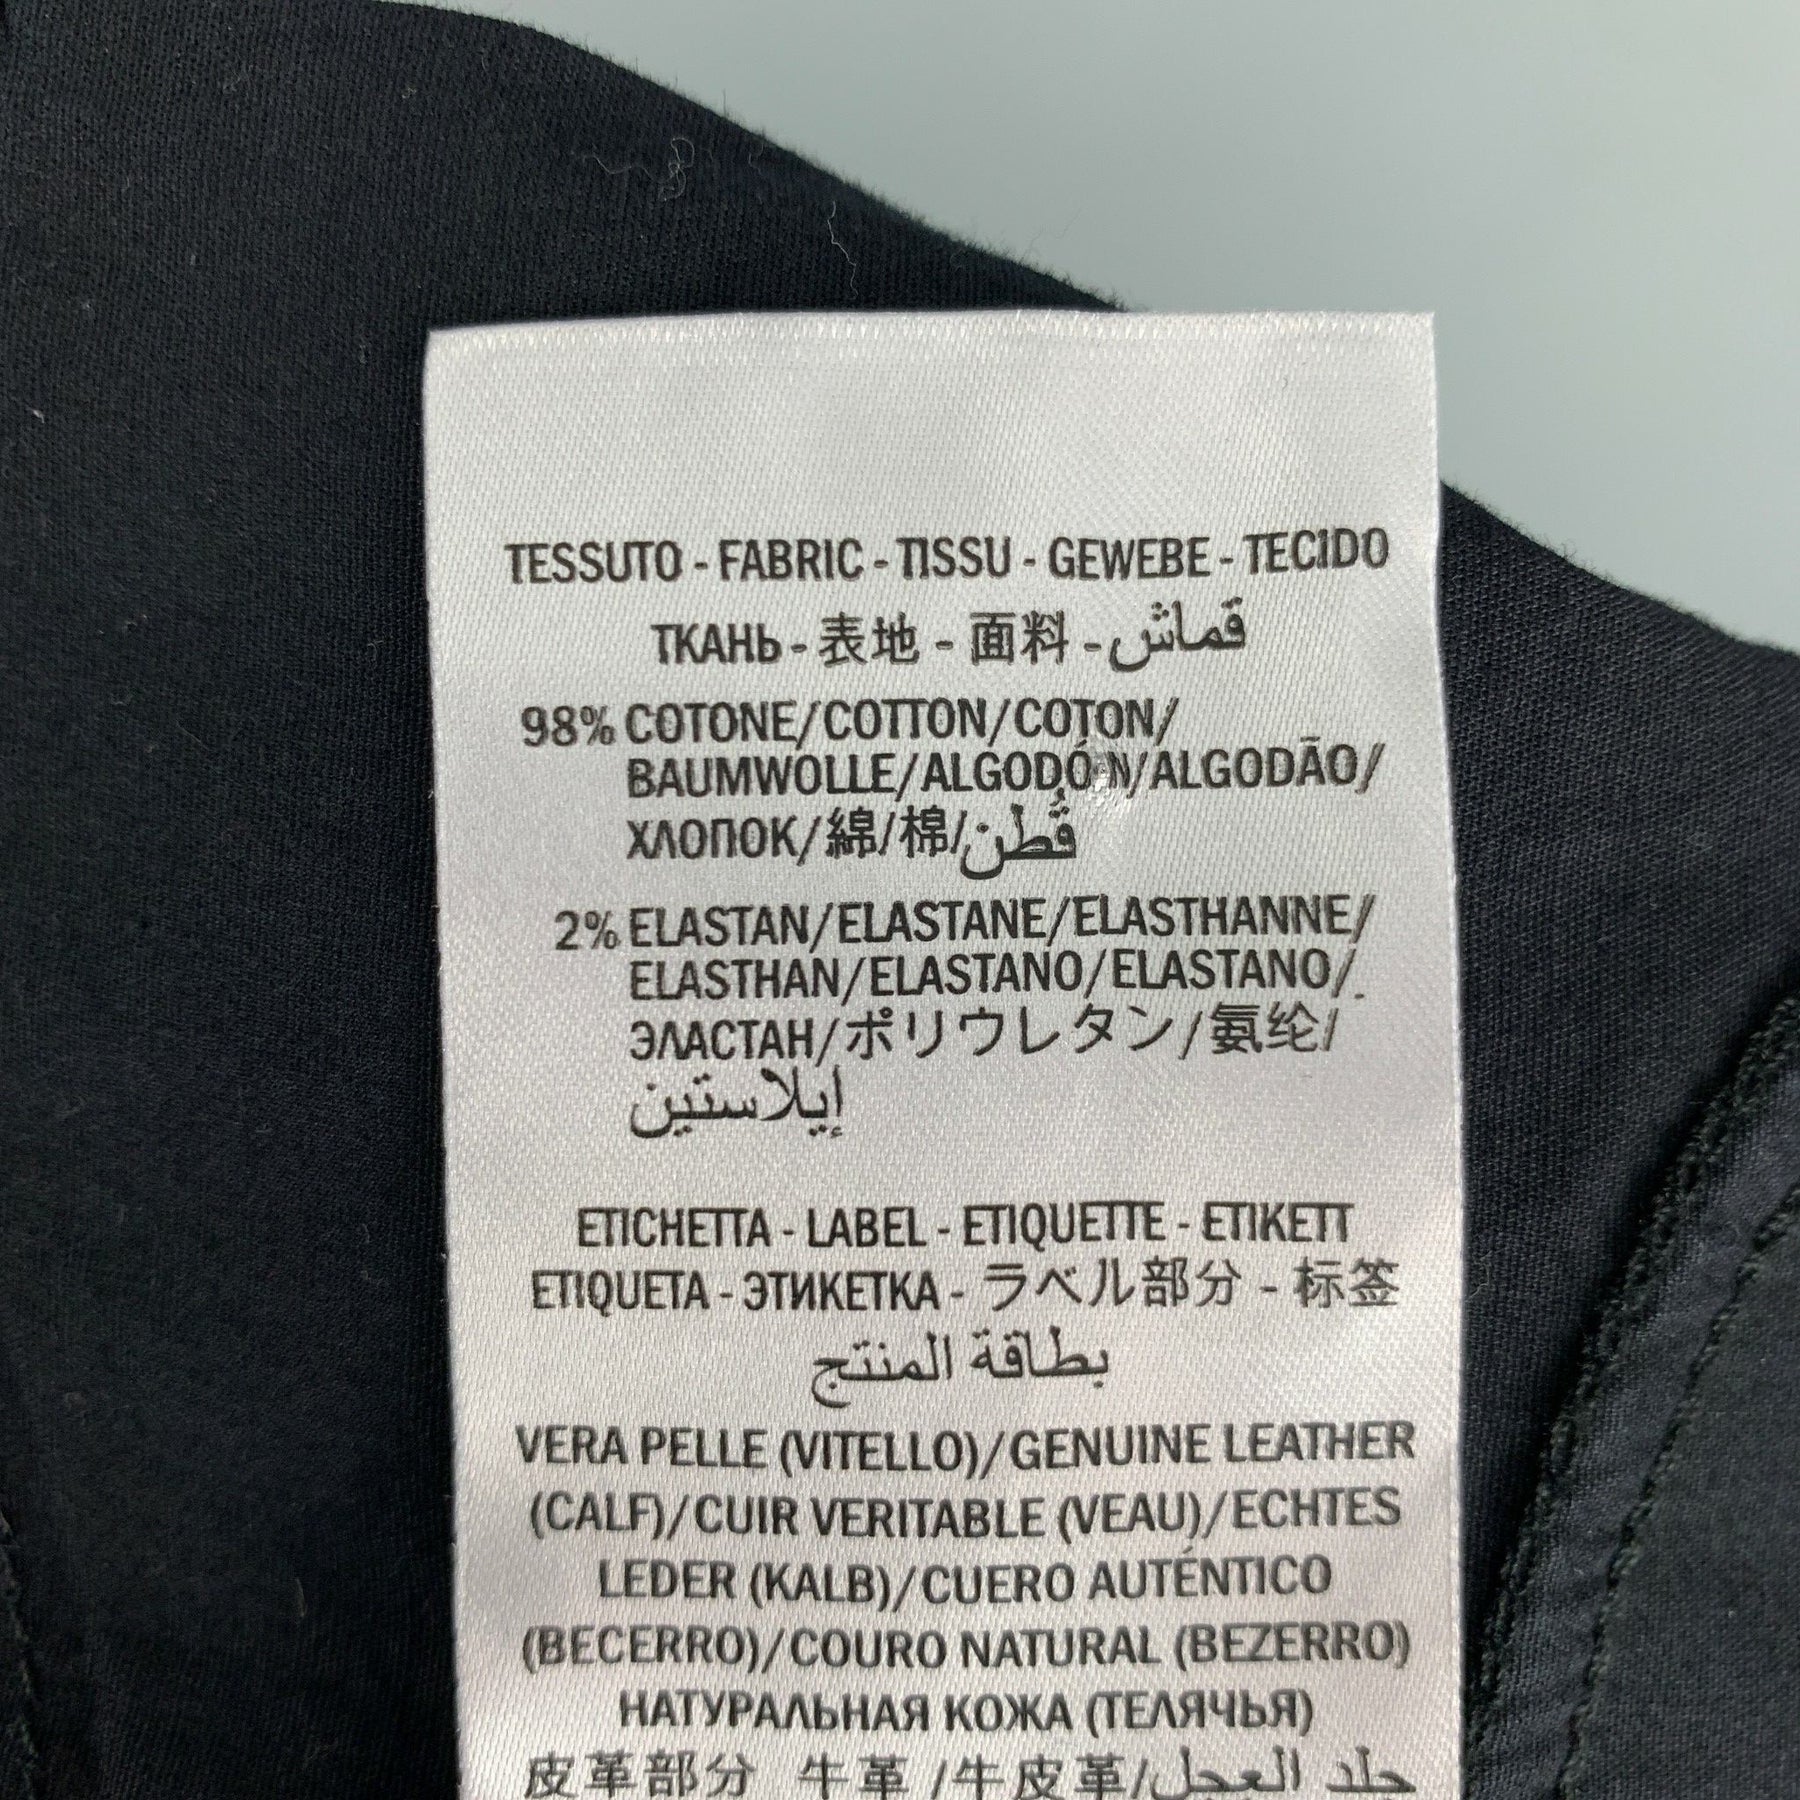 TESSUTO - FABRIC - TISSU - GEWEBE - TECIDO
ТКАНЬ - 表地 - 面料 - قماش
98% COTONE/COTTON/COTON/
BAUMWOLLE/ALGODÓN/ALGODÃO/
ХЛОПОК/綿/棉/قُطن
2% ELASTAN/ELASTANE/ELASTHANNE/
ELASTHAN/ELASTANO/ELASTANO/
ЭЛАСТАН/ポリウレタン/氨纶/
إيلاستين
ETICHETTA - LABEL - ETIQUETTE - ETIKETT
ETIQUETA - ЭТИКЕТКА - ラベル部分 - 标签
بطاقة المنتج
VERA PELLE (VITELLO)/GENUINE LEATHER
(CALF)/CUIR VERITABLE (VEAU)/ECHTES
LEDER (KALB)/CUERO AUTÉNTICO
(BECERRO)/COURO NATURAL (BEZERRO)
НАТУРАЛЬНАЯ КОЖА (ТЕЛЯЧЬЯ)
皮革部分 牛革 /牛皮革/جلد العجل